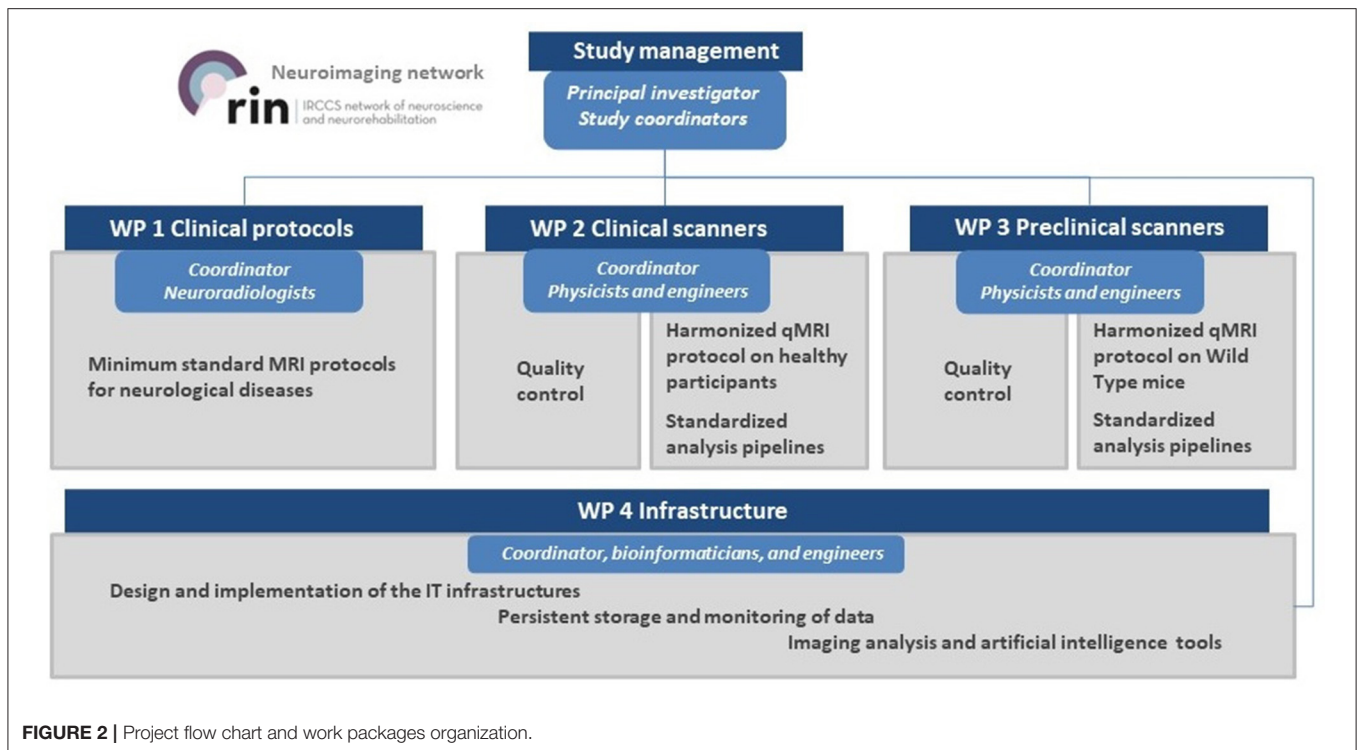 Neuroimaging network
rin
IRCCS network of neuroscience
and neurorehabilitation
Study management
Principal investigator
Study coordinators
WP 1 Clinical protocols
Coordinator
Neuroradiologists
Minimum standard MRI protocols
for neurological diseases
WP 2 Clinical scanners
Coordinator
Physicists and engineers
Quality
control
Harmonized qMRI
protocol on healthy
participants
Standardized
analysis pipelines
WP 3 Preclinical scanners
Coordinator
Physicists and engineers
Quality
control
Harmonized qMRI
protocol on Wild
Type mice
Standardized
analysis pipelines
WP 4 Infrastructure
Coordinator, bioinformaticians, and engineers
Design and implementation of the IT infrastructures
Persistent storage and monitoring of data
Imaging analysis and artificial intelligence tools
FIGURE 2 | Project flow chart and work packages organization.